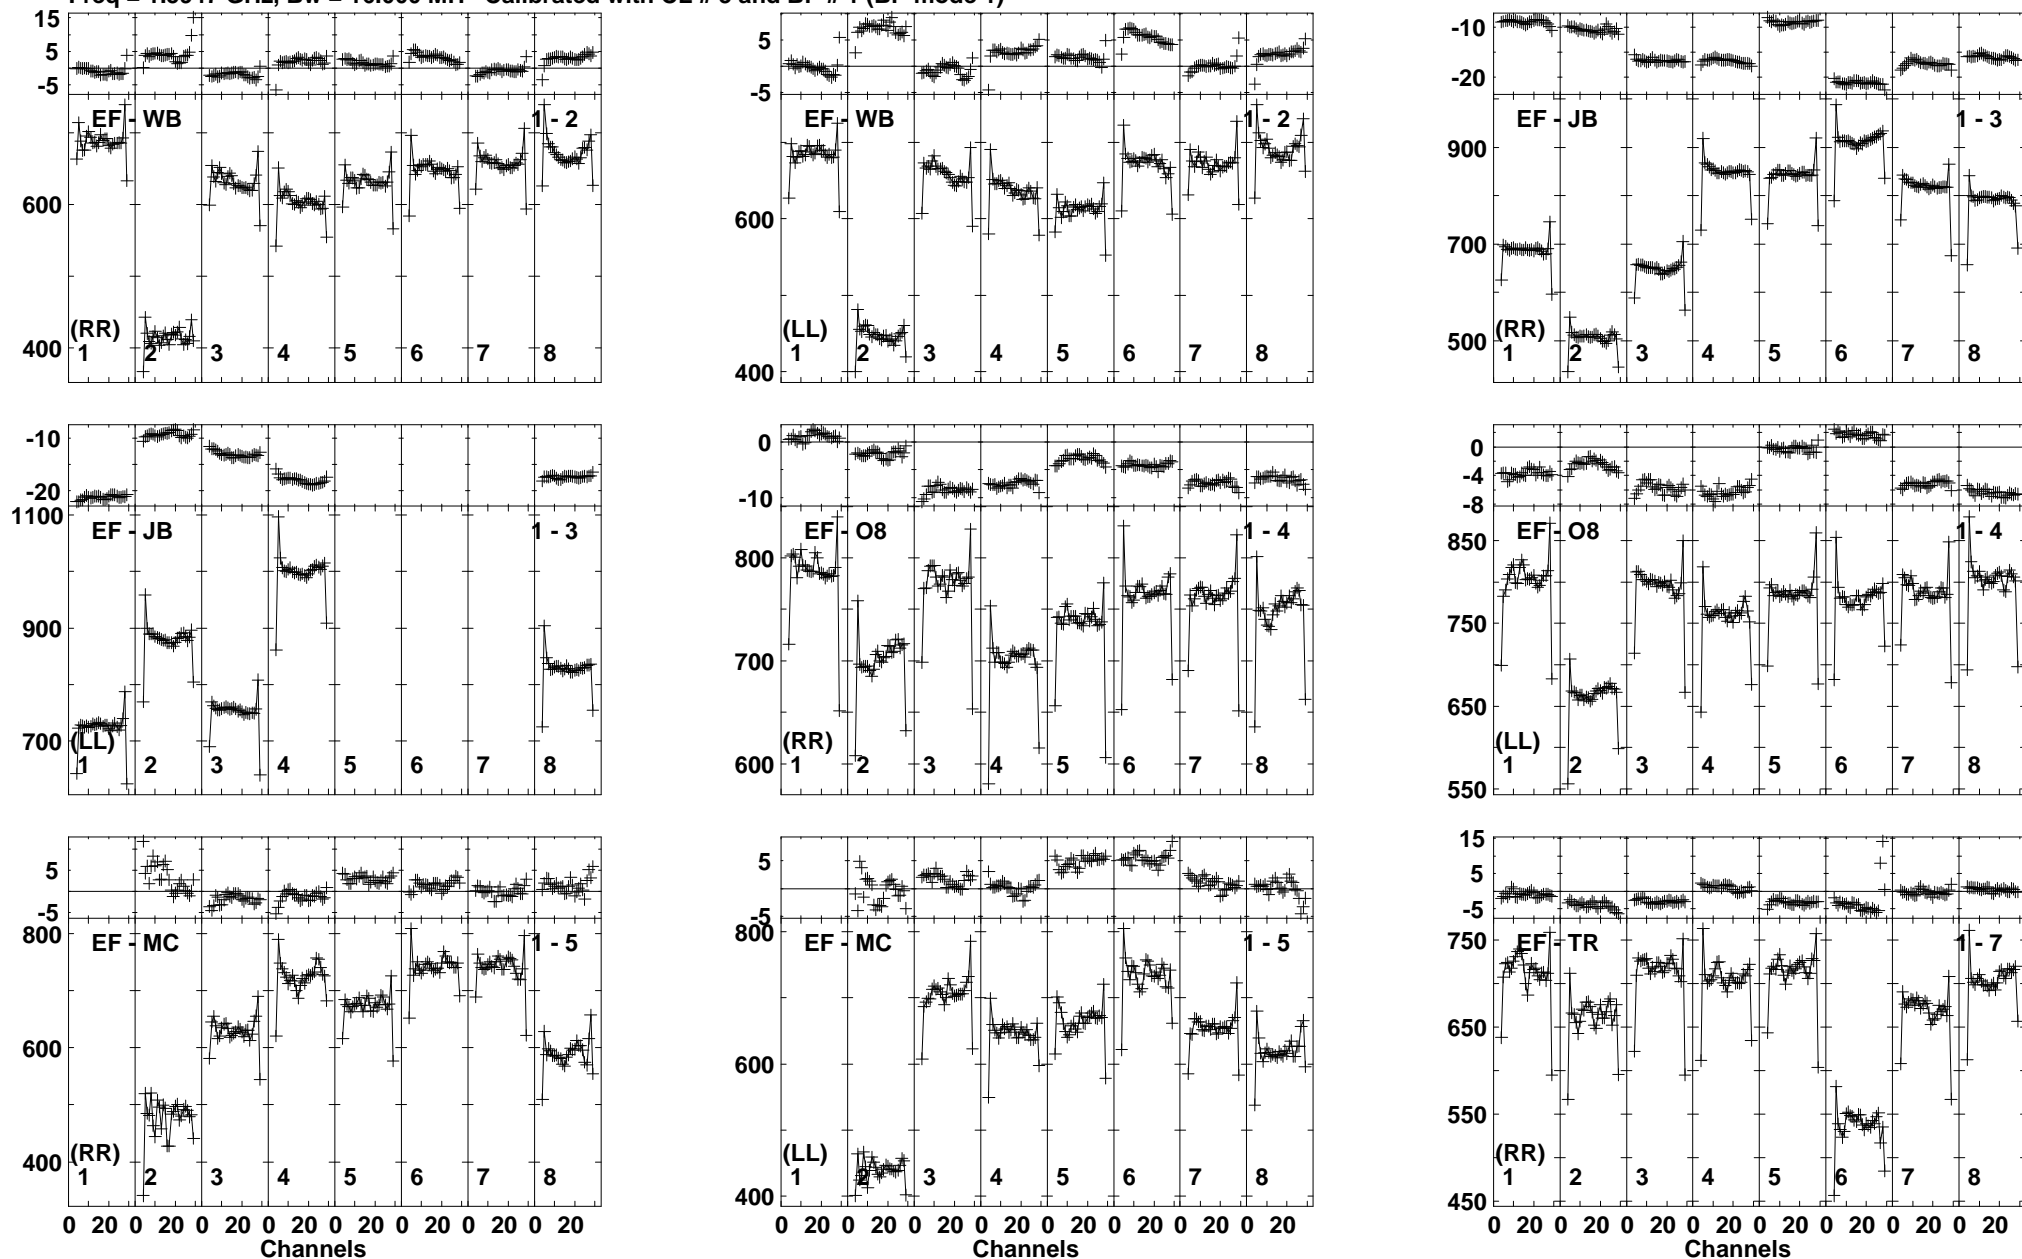 Calibrated with and
15 5 -5
EF - WB 1 - 2
600
400
(RR)
1 2 3 4 5 6 7 8
5 -5
EF - WB 1 - 2
600
400
(LL)
1 2 3 4 5 6 7 8
-10 -20
EF - JB 1 - 3
900
700
500
(RR)
1 2 3 4 5 6 7 8
-10 -20
1100
EF - JB 1 - 3
900
700
(LL)
1 2 3 4 5 6 7 8
0 -10
EF - O8 1 - 4
800
700
600
(RR)
1 2 3 4 5 6 7 8
0 -4 -8
EF - O8 1 - 4
850
750
650
550
(LL)
1 2 3 4 5 6 7 8
5 -5
800
EF - MC 1 - 5
600
400
(RR)
1 2 3 4 5 6 7 8
0 20 0 20 0 20 0 20 0 20 0 20 0 20 0 20
Channels
5 -5
800
EF - MC 1 - 5
600
400
(LL)
1 2 3 4 5 6 7 8
0 20 0 20 0 20 0 20 0 20 0 20 0 20 0 20
Channels
15 5 -5
750
EF - TR 1 - 7
650
550
450
(RR)
1 2 3 4 5 6 7 8
0 20 0 20 0 20 0 20 0 20 0 20 0 20 0 20
Channels